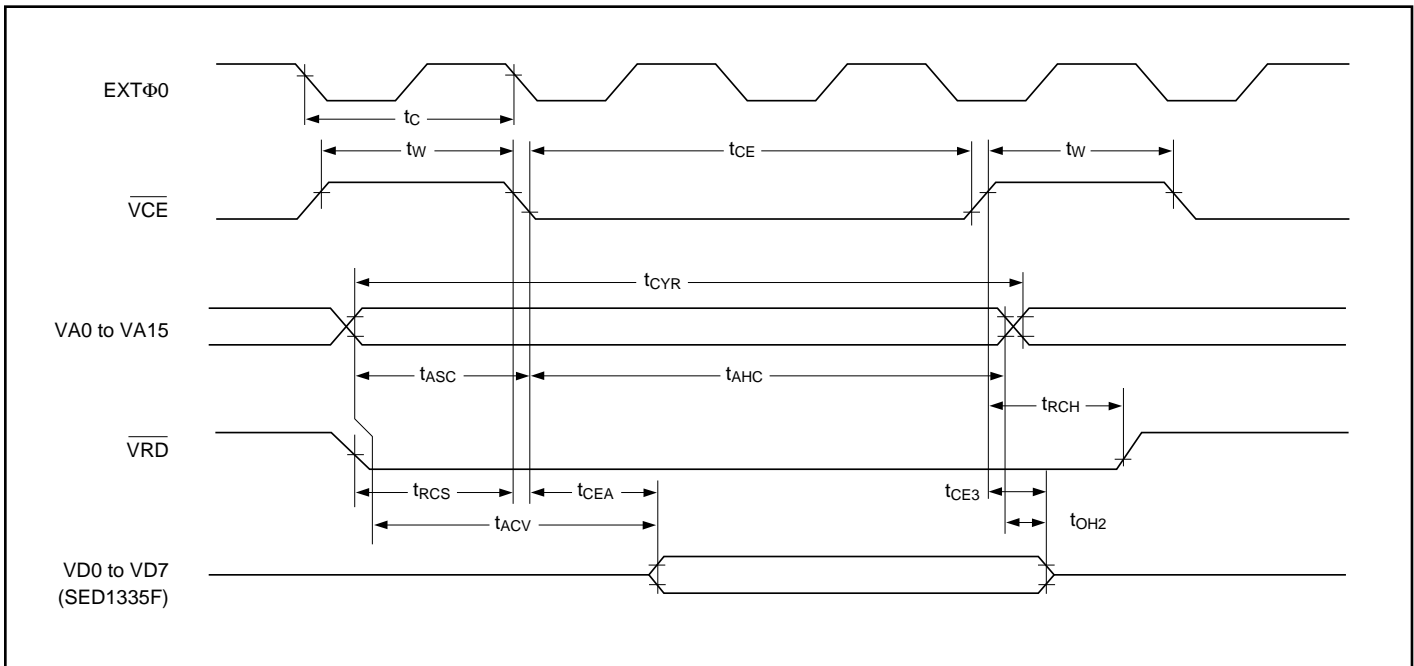 EXTΦ0
tC
tW
tCE
tW
VCE
tCYR
VA0 to VA15
tASC
tAHC
tRCH
VRD
tRCS
tCEA
tCE3
tACV
tOH2
VD0 to VD7
(SED1335F)